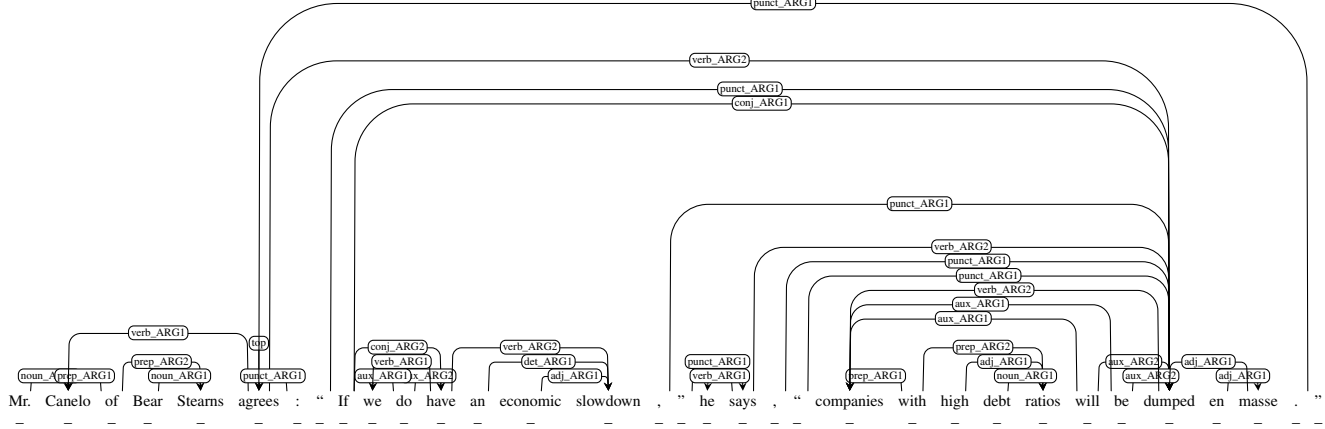 punct_ARG1
verb_ARG2
punct_ARG1
conj_ARG1
punct_ARG1
verb_ARG2
punct_ARG1
punct_ARG1
verb_ARG2
aux_ARG1
aux_ARG1
verb_ARG1
top
conj_ARG2 verb_ARG2 prep_ARG2
prep_ARG2 verb_ARG1 det_ARG1 punct_ARG1 adj_ARG1 aux_ARG2 adj_ARG1
prep_ARG1 noun_ARG1 punct_ARG1 aux_ARG1 adj_ARG1 verb_ARG1 prep_ARG1 noun_ARG1 aux_ARG2 adj_ARG1
Mr. Canelo of Bear Stearns agrees : “ If we do have an economic slowdown , ” he says , “ companies with high debt ratios will be dumped en masse . ”